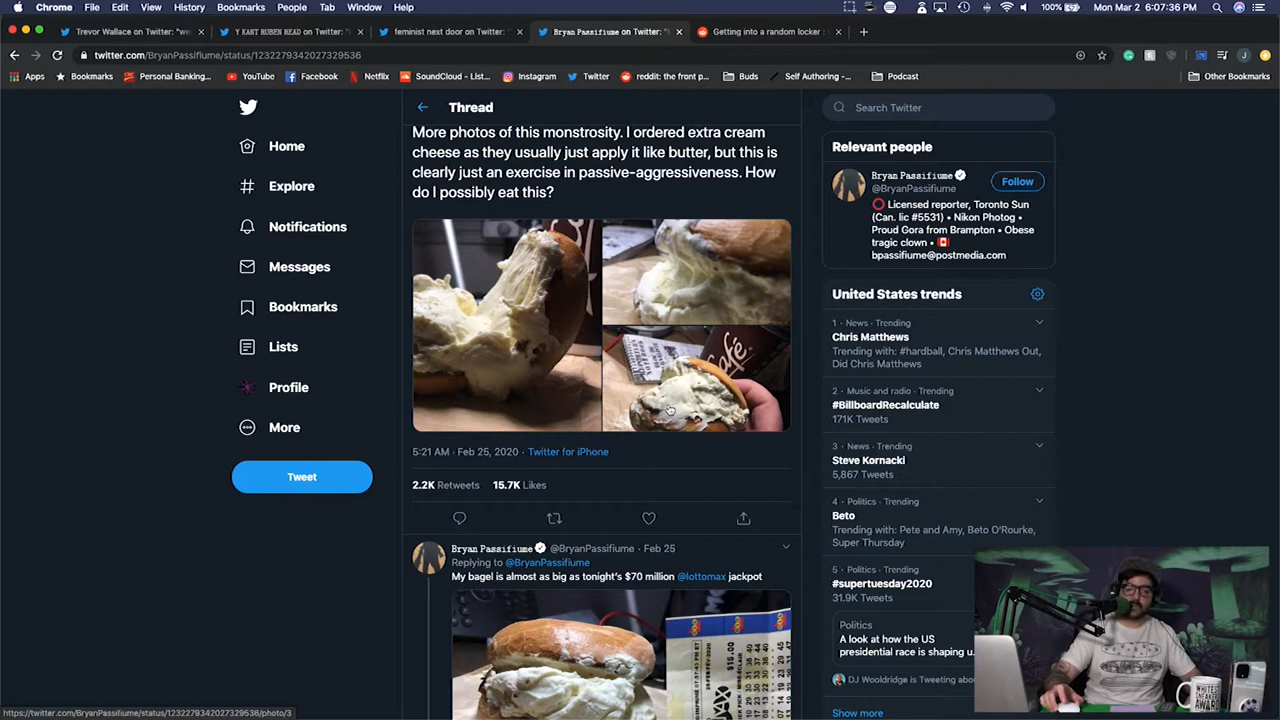 Chrome File Edit View History Bookmarks People Tab Window Help
100% Mon Mar 2 6:07:36 PM
Trevor Wallace on Twitter: "we
Y KANT RUBEN READ on Twitter: "
feminist next door on Twitter: "
Bryan Passifiume on Twitter: "
Getting into a random locker :
twitter.com/BryanPassifiume/status/1232279342027329536
Apps Bookmarks Personal Banking... YouTube Facebook Netflix SoundCloud - List... Instagram Twitter reddit: the front p... Buds Self Authoring -... Podcast Other Bookmarks
Home
Explore
Notifications
Messages
Bookmarks
Lists
Profile
More
Tweet
Thread
More photos of this monstrosity. I ordered extra cream
cheese as they usually just apply it like butter, but this is
clearly just an exercise in passive-aggressiveness. How
do I possibly eat this?
Café
5:21 AM · Feb 25, 2020 · Twitter for iPhone
2.2K Retweets 15.7K Likes
Bryan Passifiume @BryanPassifiume · Feb 25
Replying to @BryanPassifiume
My bagel is almost as big as tonight's $70 million @lottomax jackpot
$15.00
Search Twitter
Relevant people
Bryan Passifiume
@BryanPassifiume
Follow
Licensed reporter, Toronto Sun
(Can. lic #5531) • Nikon Photog •
Proud Gora from Brampton • Obese
tragic clown •
bpassifiume@postmedia.com
United States trends
1 · News · Trending
Chris Matthews
Trending with: #hardball, Chris Matthews Out,
Did Chris Matthews
2 · Music and radio · Trending
#BillboardRecalculate
171K Tweets
3 · News · Trending
Steve Kornacki
5,867 Tweets
4 · Politics · Trending
Beto
Trending with: Pete and Amy, Beto O'Rourke,
Super Thursday
5 · Politics · Trending
#supertuesday2020
31.9K Tweets
Politics
A look at how the US
presidential race is shaping u...
DJ Wooldridge is Tweeting about
Show more
AWARD
https://twitter.com/BryanPassifiume/status/1232279342027329536/photo/3